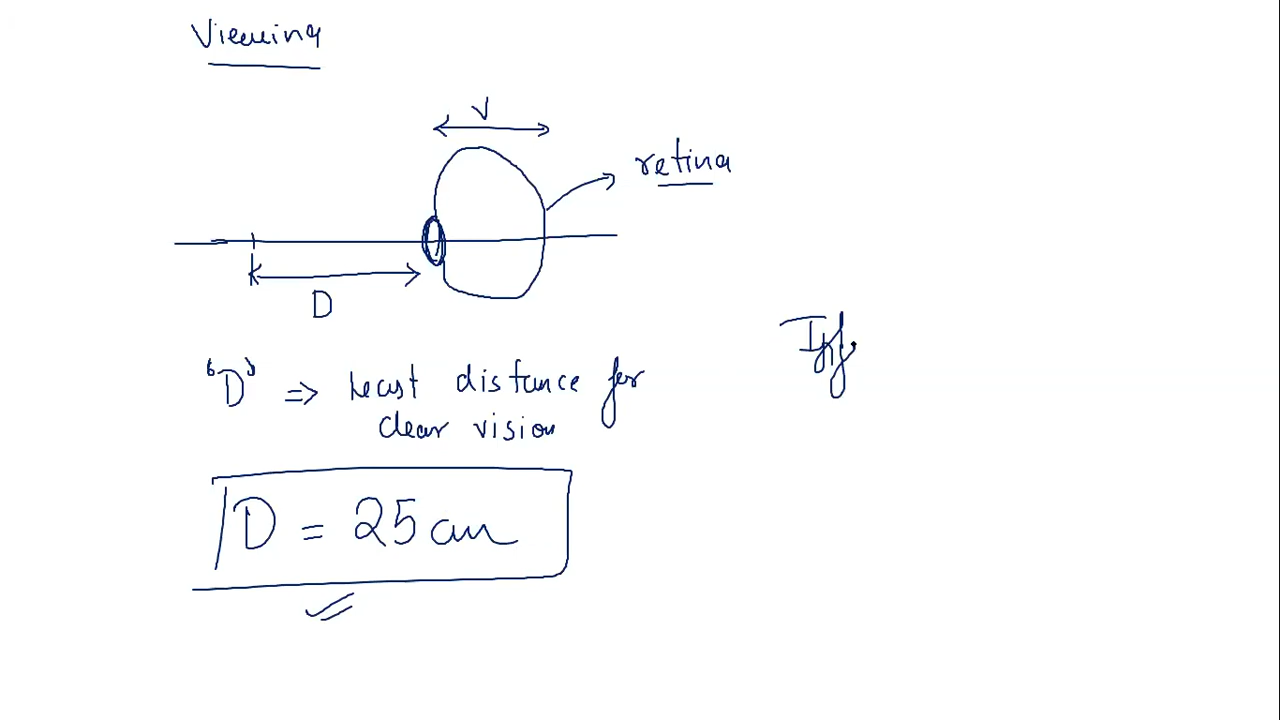 Viewing
V
retina
D
'D' => Least distance for
clear vision
D = 25 cm